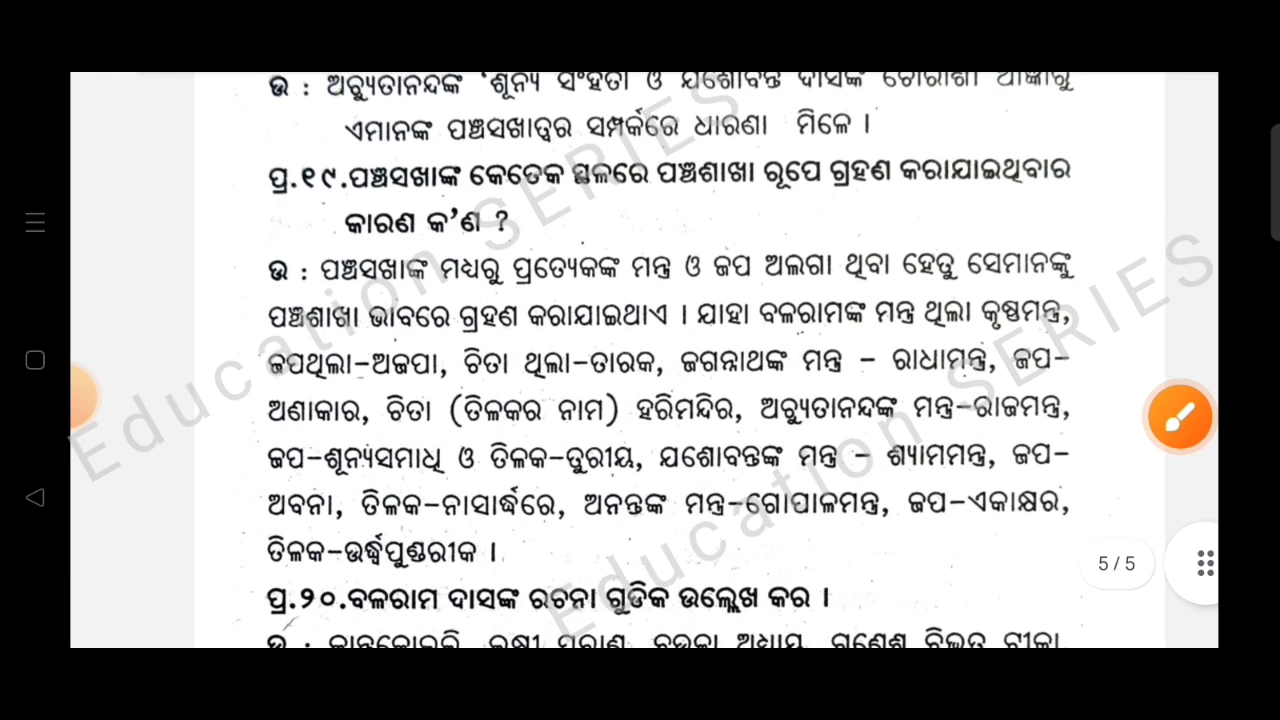 ଉ : ଅଚ୍ୟୁତାନନ୍ଦଙ୍କ 'ଶୂନ୍ୟ ସଂହିତା ଓ ଯଶୋବନ୍ତ ଦାସଙ୍କ
ଏମାନଙ୍କ ପଞ୍ଚସଖାତ୍ୱର ସମ୍ପର୍କରେ ଧାରଣା ମିଳେ ।
ପ୍ର.୧୯.ପଞ୍ଚସଖାଙ୍କ କେତେକ ସ୍ଥଳରେ ପଞ୍ଚଶାଖା ରୂପେ ଗ୍ରହଣ କରାଯାଇଥିବାର
କାରଣ କ'ଣ ?
ଉ : ପଞ୍ଚସଖାଙ୍କ ମଧ୍ୟରୁ ପ୍ରତ୍ୟେକଙ୍କ ମନ୍ତ୍ର ଓ ଜପ ଅଲଗା ଥିବା ହେତୁ ସେମାନଙ୍କୁ
ପଞ୍ଚଶାଖା ଭାବରେ ଗ୍ରହଣ କରାଯାଇଥାଏ । ଯାହା ବଳରାମଙ୍କ ମନ୍ତ୍ର ଥିଲା କୃଷ୍ଣମନ୍ତ୍ର,
ଜପଥିଲା-ଅଜପା, ଚିତା ଥିଲା-ତାରକ, ଜଗନ୍ନାଥଙ୍କ ମନ୍ତ୍ର - ରାଧାମନ୍ତ୍ର, ଜପ-
ଅଣାକାର, ଚିତା (ତିଳକର ନାମ) ହରିମନ୍ଦିର, ଅଚ୍ୟୁତାନନ୍ଦଙ୍କ ମନ୍ତ୍ର-ରାଜମନ୍ତ୍ର,
ଜପ-ଶୂନ୍ୟସମାଧି ଓ ତିଳକ-ତୁରୀୟ, ଯଶୋବନ୍ତଙ୍କ ମନ୍ତ୍ର - ଶ୍ୟାମମନ୍ତ୍ର, ଜପ-
ଅବନା, ତିଳକ-ନାସାର୍ଦ୍ଧରେ, ଅନନ୍ତଙ୍କ ମନ୍ତ୍ର-ଗୋପାଳମନ୍ତ୍ର, ଜପ-ଏକାକ୍ଷର,
ତିଳକ-ଉର୍ଦ୍ଧ୍ୱପୁଣ୍ଡରୀକ ।
5 / 5
ପ୍ର.୨୦.ବଳରାମ ଦାସଙ୍କ ରଚନା ଗୁଡିକ ଉଲ୍ଲେଖ କର ।
Education SERIES
Education SERIES